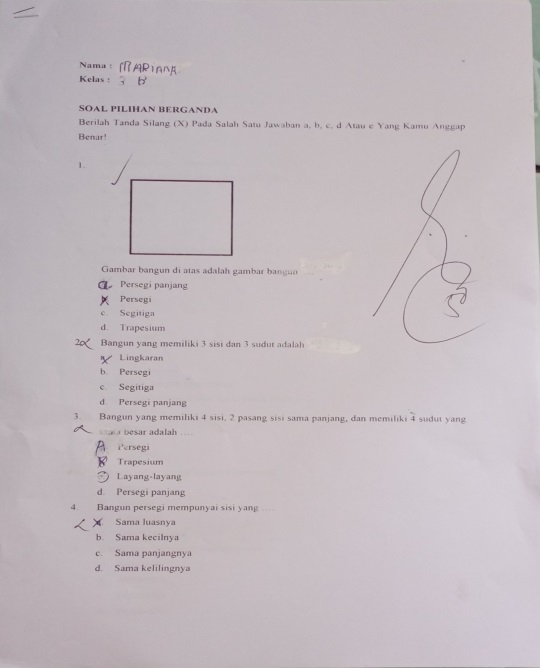 Nama : MARIANA
Kelas : 3 B
SOAL PILIHAN BERGANDA
Berilah Tanda Silang (X) Pada Salah Satu Jawaban a, b, c, d Atau e Yang Kamu Anggap
Benar!
1.
Gambar bangun di atas adalah gambar bangun
a. Persegi panjang
Persegi
c. Segitiga
d. Trapesium
2. Bangun yang memiliki 3 sisi dan 3 sudut adalah
Lingkaran
b. Persegi
c. Segitiga
d. Persegi panjang
3. Bangun yang memiliki 4 sisi, 2 pasang sisi sama panjang, dan memiliki 4 sudut yang
sama besar adalah ....
A Persegi
Trapesium
Layang-layang
d. Persegi panjang
4. Bangun persegi mempunyai sisi yang ....
Sama luasnya
b. Sama kecilnya
c. Sama panjangnya
d. Sama kelilingnya